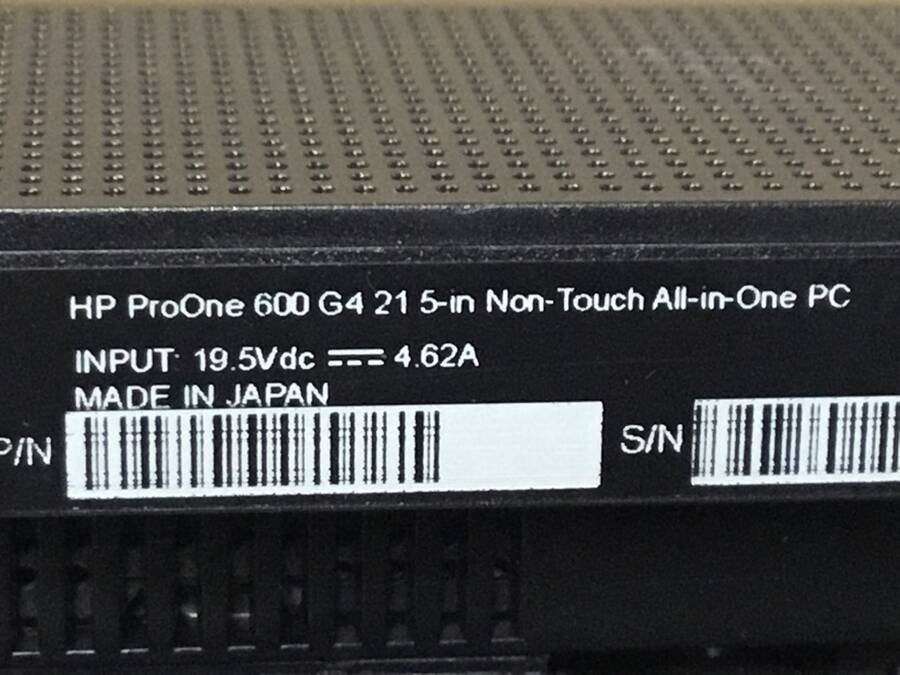 HP ProOne 600 G4 21 5-in Non-Touch All-in-One PC
INPUT: 19.5Vdc ⎓ 4.62A
MADE IN JAPAN
P/N
S/N